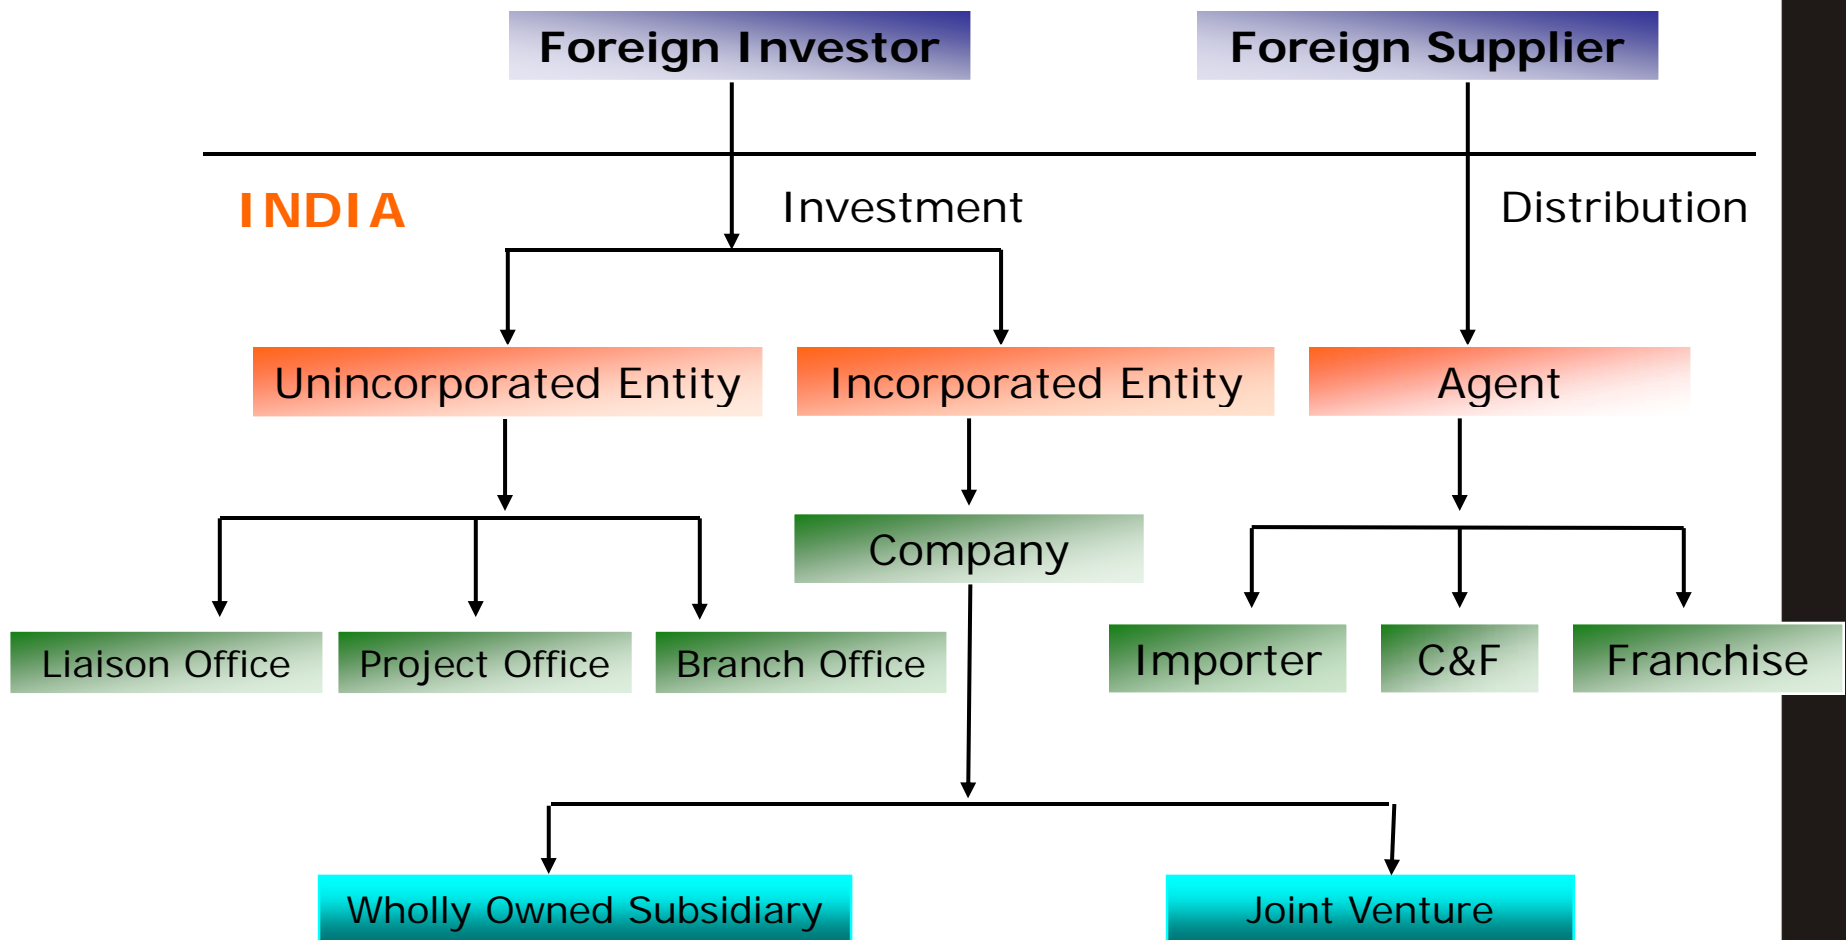 Foreign Investor
Foreign Supplier
INDIA
Investment
Distribution
Unincorporated Entity
Incorporated Entity
Agent
Company
Liaison Office
Project Office
Branch Office
Importer
C&F
Franchise
Wholly Owned Subsidiary
Joint Venture